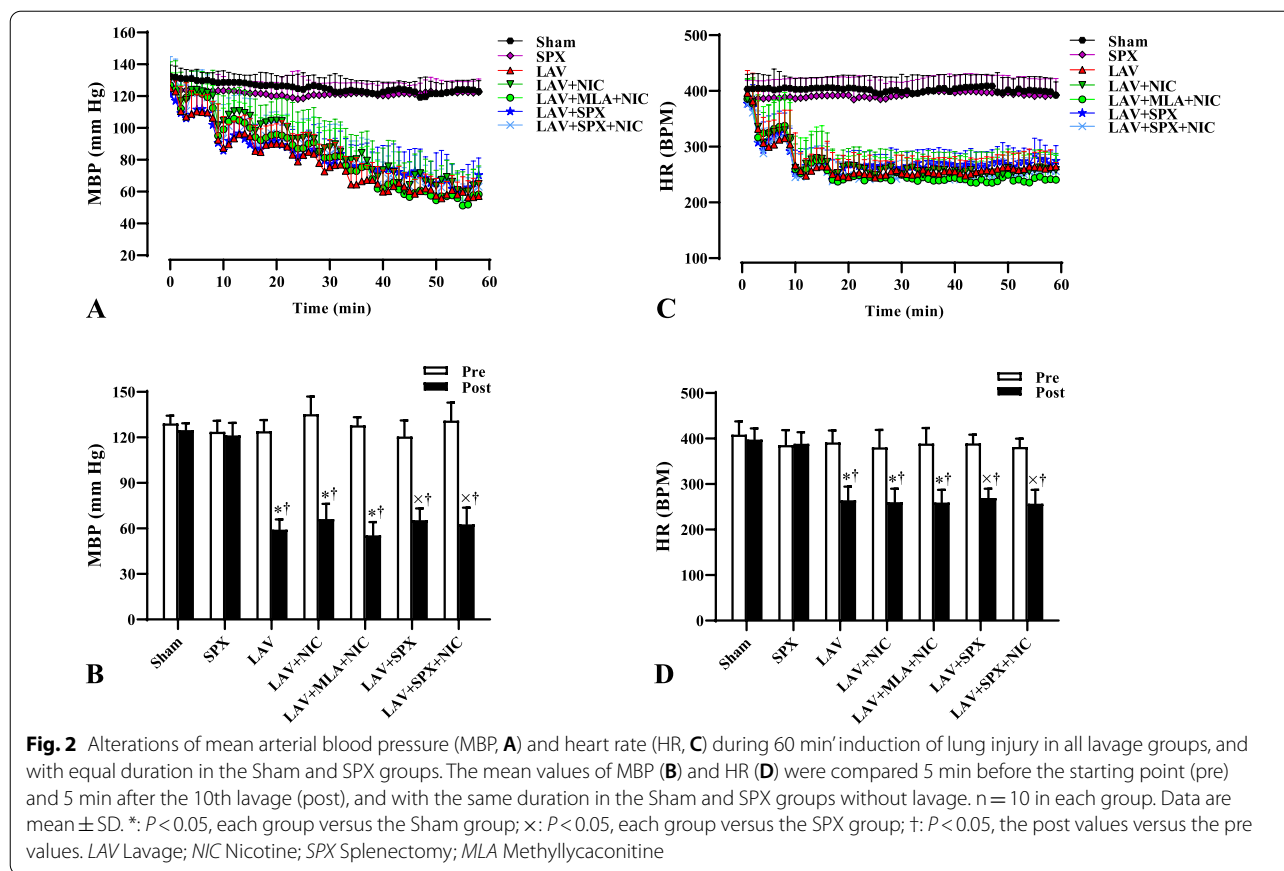 160
140
120
100
80
60
40
20
MBP (mm Hg)
0 10 20 30 40 50 60
Time (min)
A
Sham
SPX
LAV
LAV+NIC
LAV+MLA+NIC
LAV+SPX
LAV+SPX+NIC
500
400
300
200
100
HR (BPM)
0 10 20 30 40 50 60
Time (min)
C
Sham
SPX
LAV
LAV+NIC
LAV+MLA+NIC
LAV+SPX
LAV+SPX+NIC
Pre
Post
150
120
90
60
30
0
MBP (mm Hg)
*† *† *† ×† ×†
Sham SPX LAV LAV+NIC LAV+MLA+NIC LAV+SPX LAV+SPX+NIC
B
Pre
Post
500
400
300
200
100
0
HR (BPM)
*† *† *† ×† ×†
Sham SPX LAV LAV+NIC LAV+MLA+NIC LAV+SPX LAV+SPX+NIC
D
Fig. 2 Alterations of mean arterial blood pressure (MBP, A) and heart rate (HR, C) during 60 min' induction of lung injury in all lavage groups, and
with equal duration in the Sham and SPX groups. The mean values of MBP (B) and HR (D) were compared 5 min before the starting point (pre)
and 5 min after the 10th lavage (post), and with the same duration in the Sham and SPX groups without lavage. n = 10 in each group. Data are
mean ± SD. *: P < 0.05, each group versus the Sham group; ×: P < 0.05, each group versus the SPX group; †: P < 0.05, the post values versus the pre
values. LAV Lavage; NIC Nicotine; SPX Splenectomy; MLA Methyllycaconitine